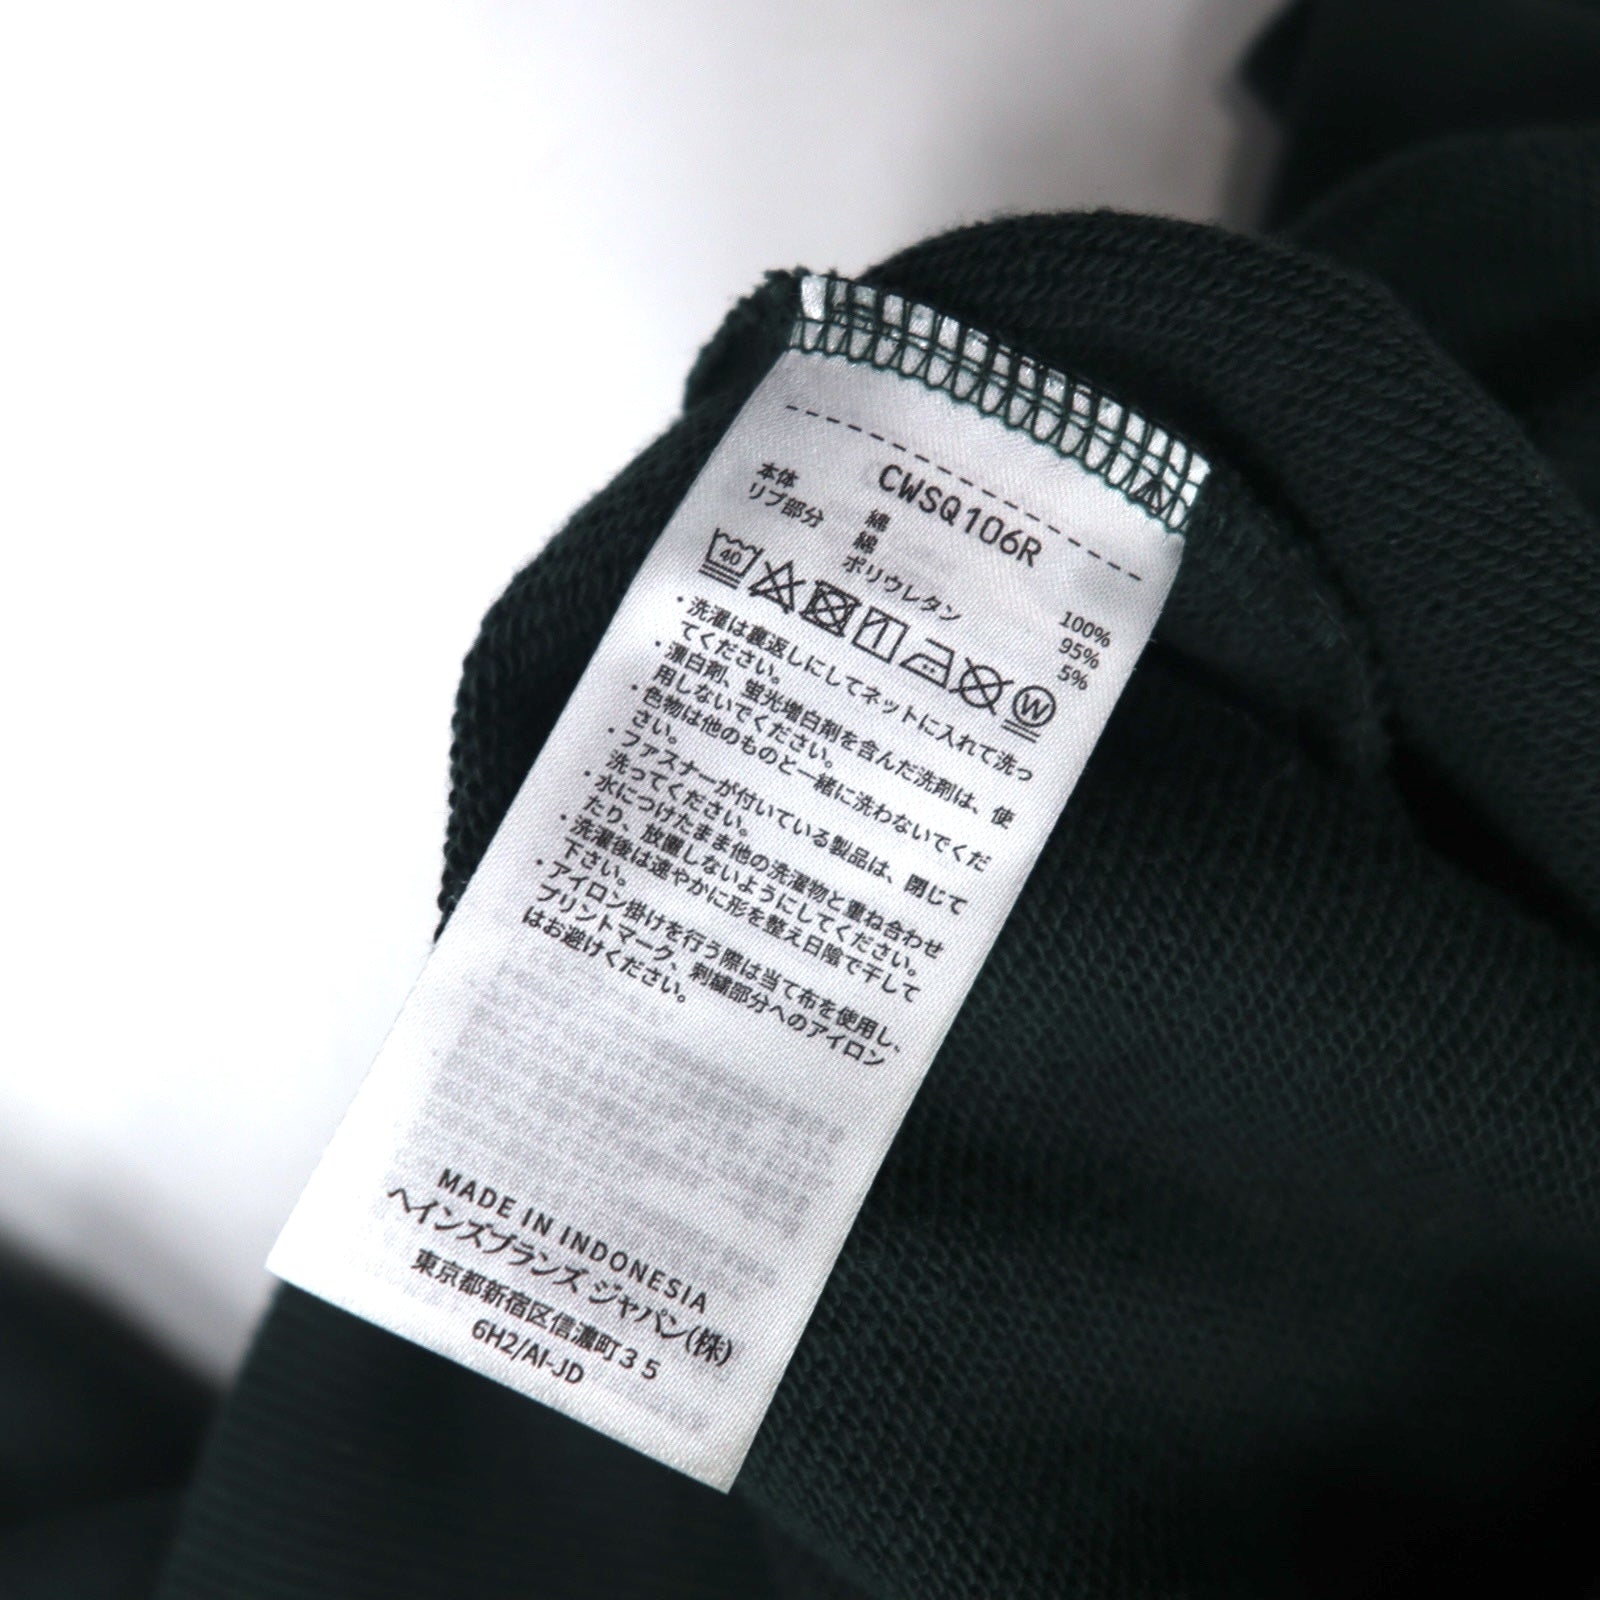 CWSQ106R
本体 綿 100%
リブ部分 綿 95%
ポリウレタン 5%
40 W
・洗濯は裏返しにしてネットに入れて洗っ
てください。
・漂白剤、蛍光増白剤を含んだ洗剤は、使
用しないでください。
・色物は他のものと一緒に洗わないでくだ
さい。
・ファスナーが付いている製品は、閉じて
洗ってください。
・水につけたまま他の洗濯物と重ね合わせ
たり、放置しないようにしてください。
・洗濯後は速やかに形を整え日陰で干して
下さい。
・アイロン掛けを行う際は当て布を使用し、
プリントマーク、刺繍部分へのアイロン
はお避けください。
MADE IN INDONESIA
ヘインズブランズ ジャパン(株)
東京都新宿区信濃町３５
6H2/AI-JD